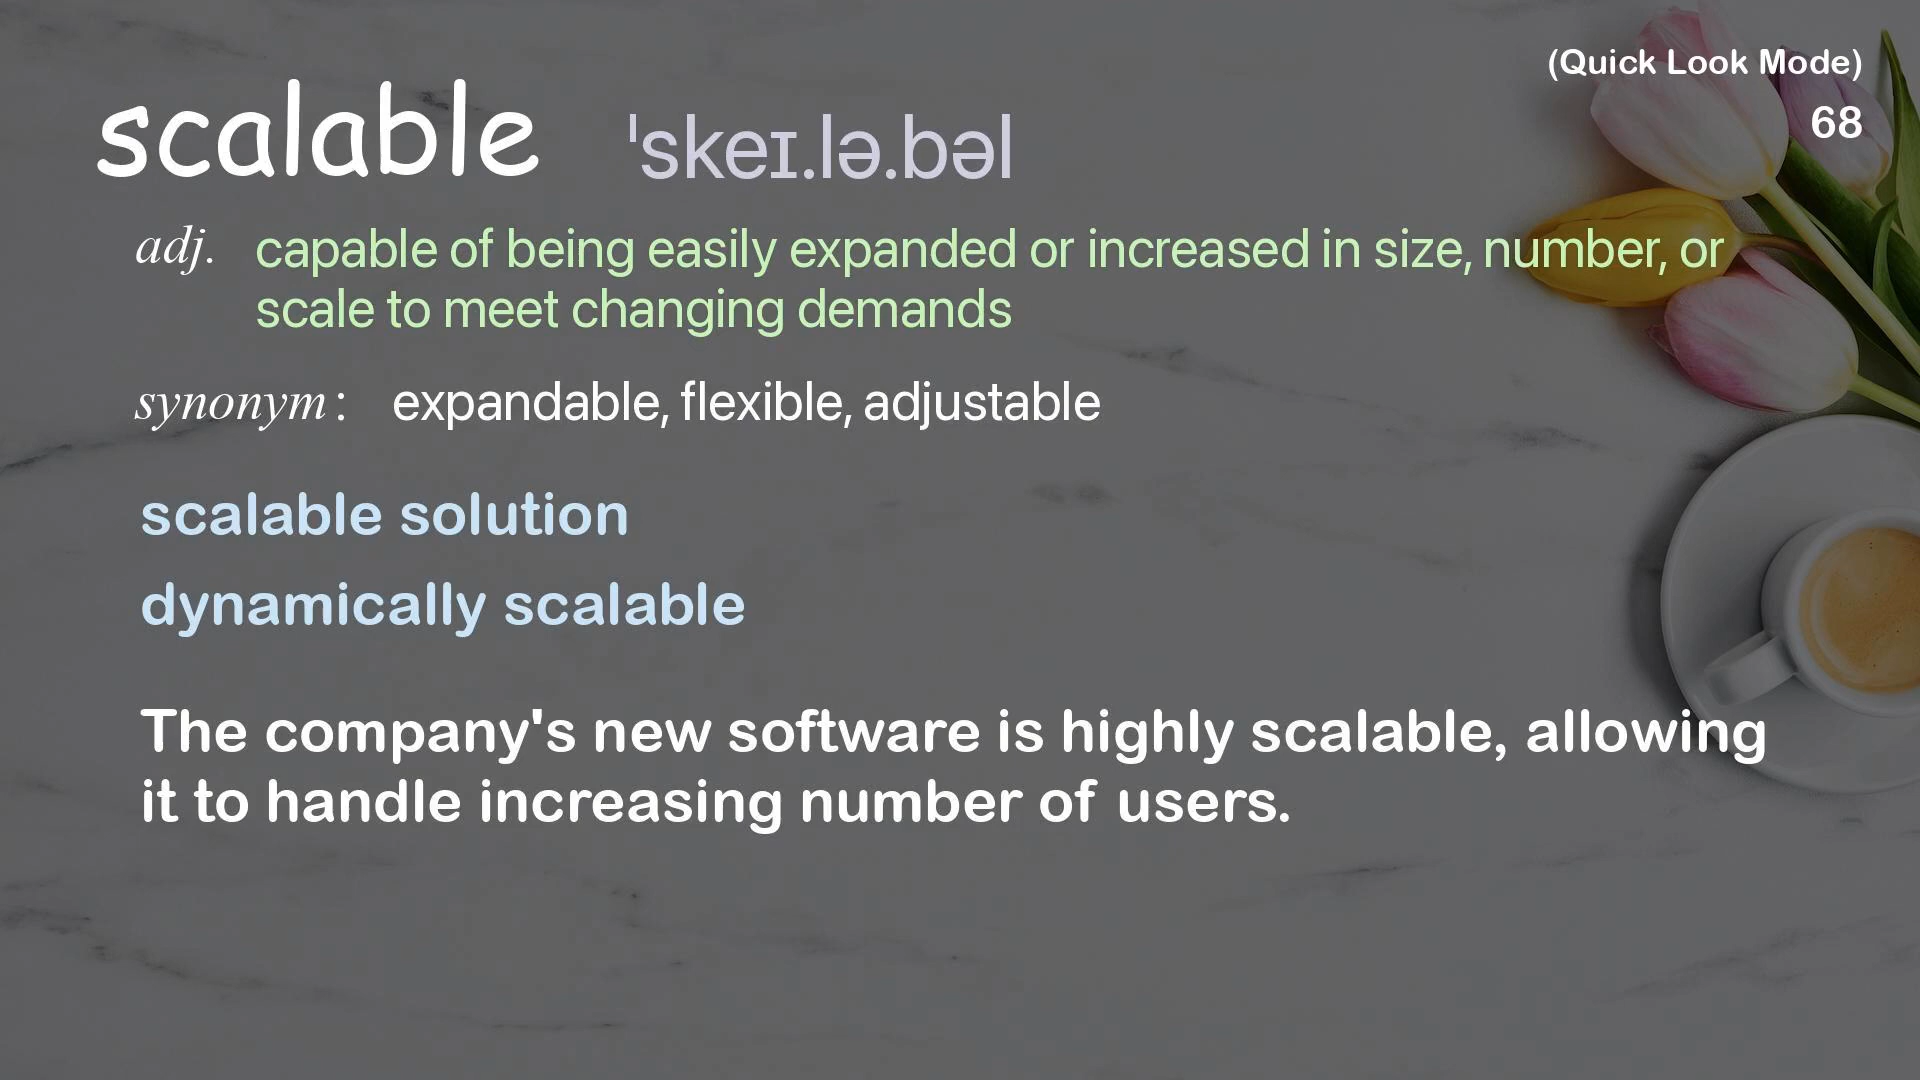 (Quick Look Mode)
68
scalable ˈskeɪ.lə.bəl
adj. capable of being easily expanded or increased in size, number, or
scale to meet changing demands
synonym: expandable, flexible, adjustable
scalable solution
dynamically scalable
The company's new software is highly scalable, allowing
it to handle increasing number of users.